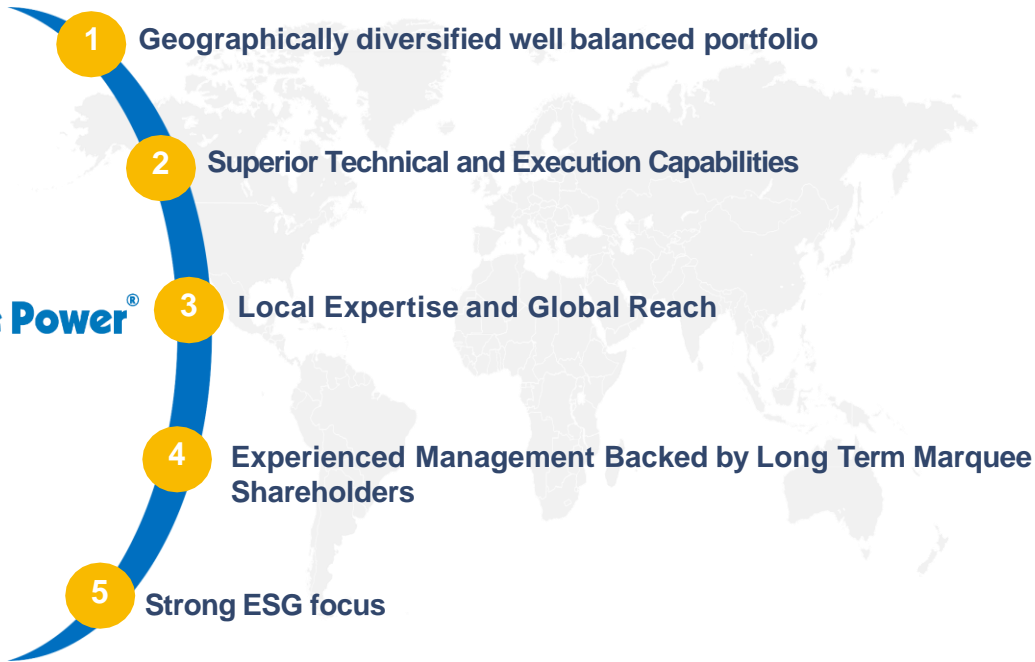 1 Geographically diversified well balanced portfolio
2 Superior Technical and Execution Capabilities
Power®
3 Local Expertise and Global Reach
4 Experienced Management Backed by Long Term Marquee
Shareholders
5 Strong ESG focus